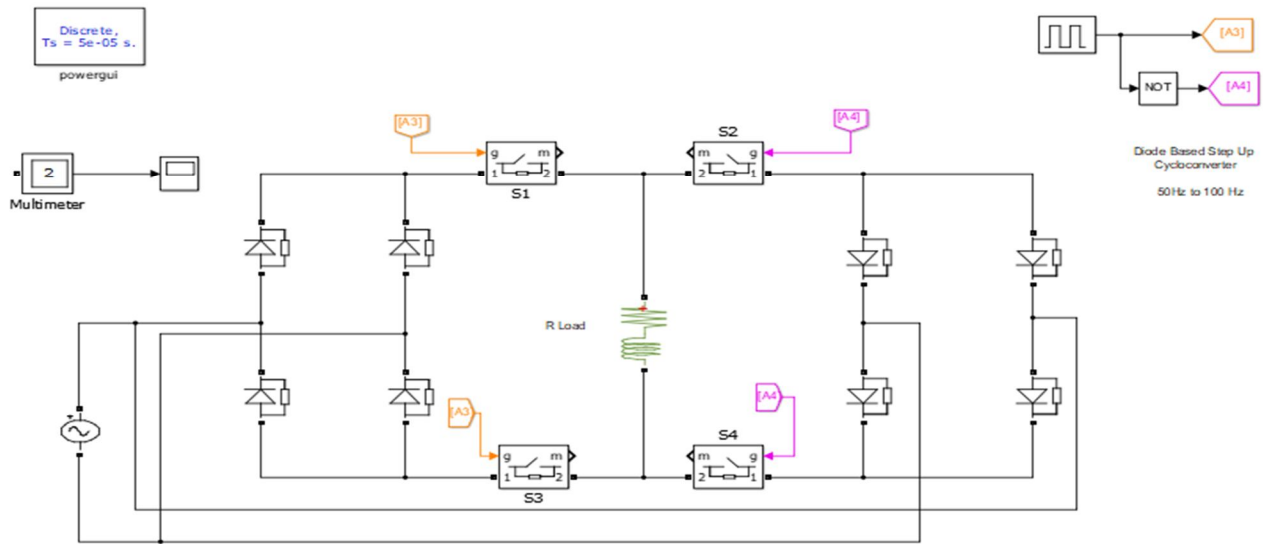 Discrete,
Ts = 5e-05 s.
powergui
[A3]
NOT
[A4]
Diode Based Step Up
Cycloconverter
50Hz to 100 Hz
2
Multimeter
[A3]
g m
1 2
S1
S2
m g
2 1
[A4]
R Load
+
[A3
g m
1 2
S3
[A4
S4
m g
2 1